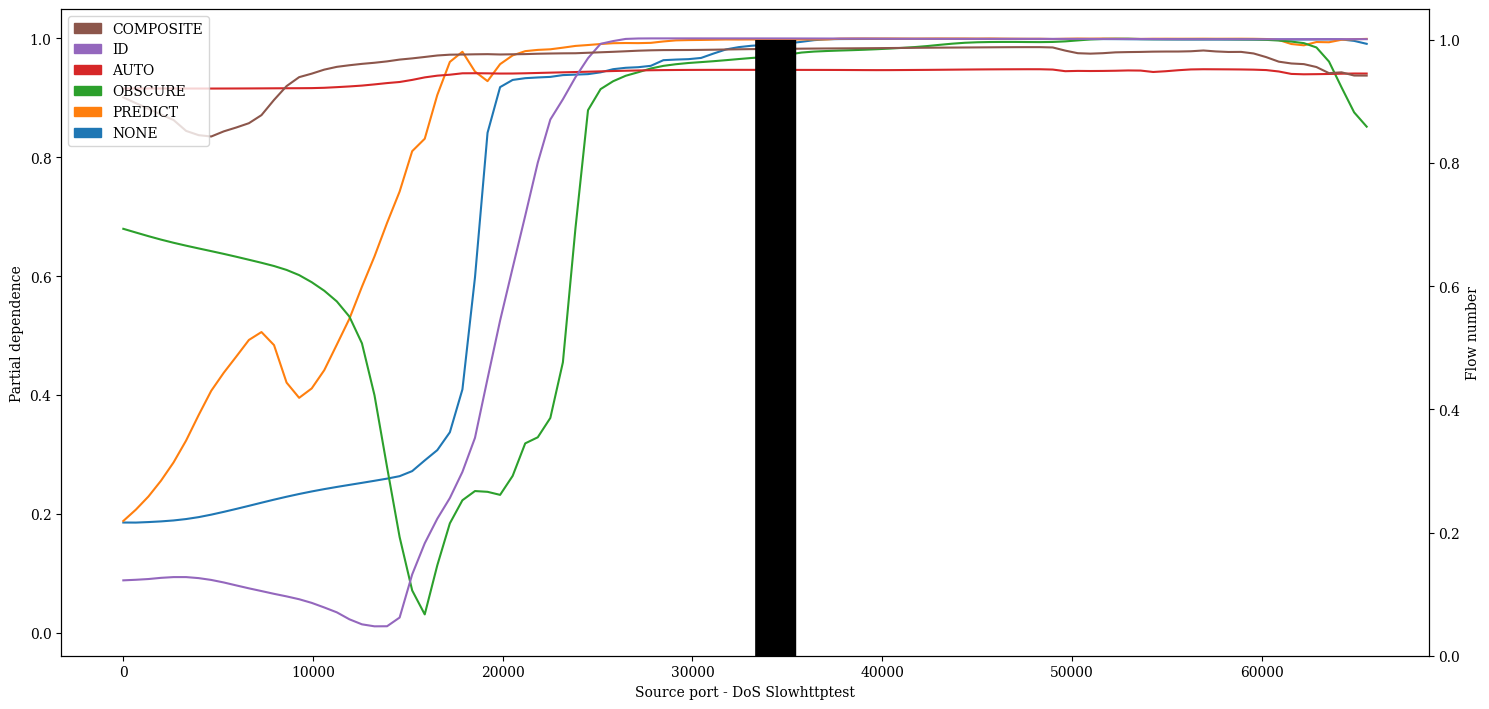 COMPOSITE
ID
AUTO
OBSCURE
PREDICT
NONE
Partial dependence
1.0
0.8
0.6
0.4
0.2
0.0
Flow number
1.0
0.8
0.6
0.4
0.2
0.0
0 10000 20000 30000 40000 50000 60000
Source port - DoS Slowhttptest